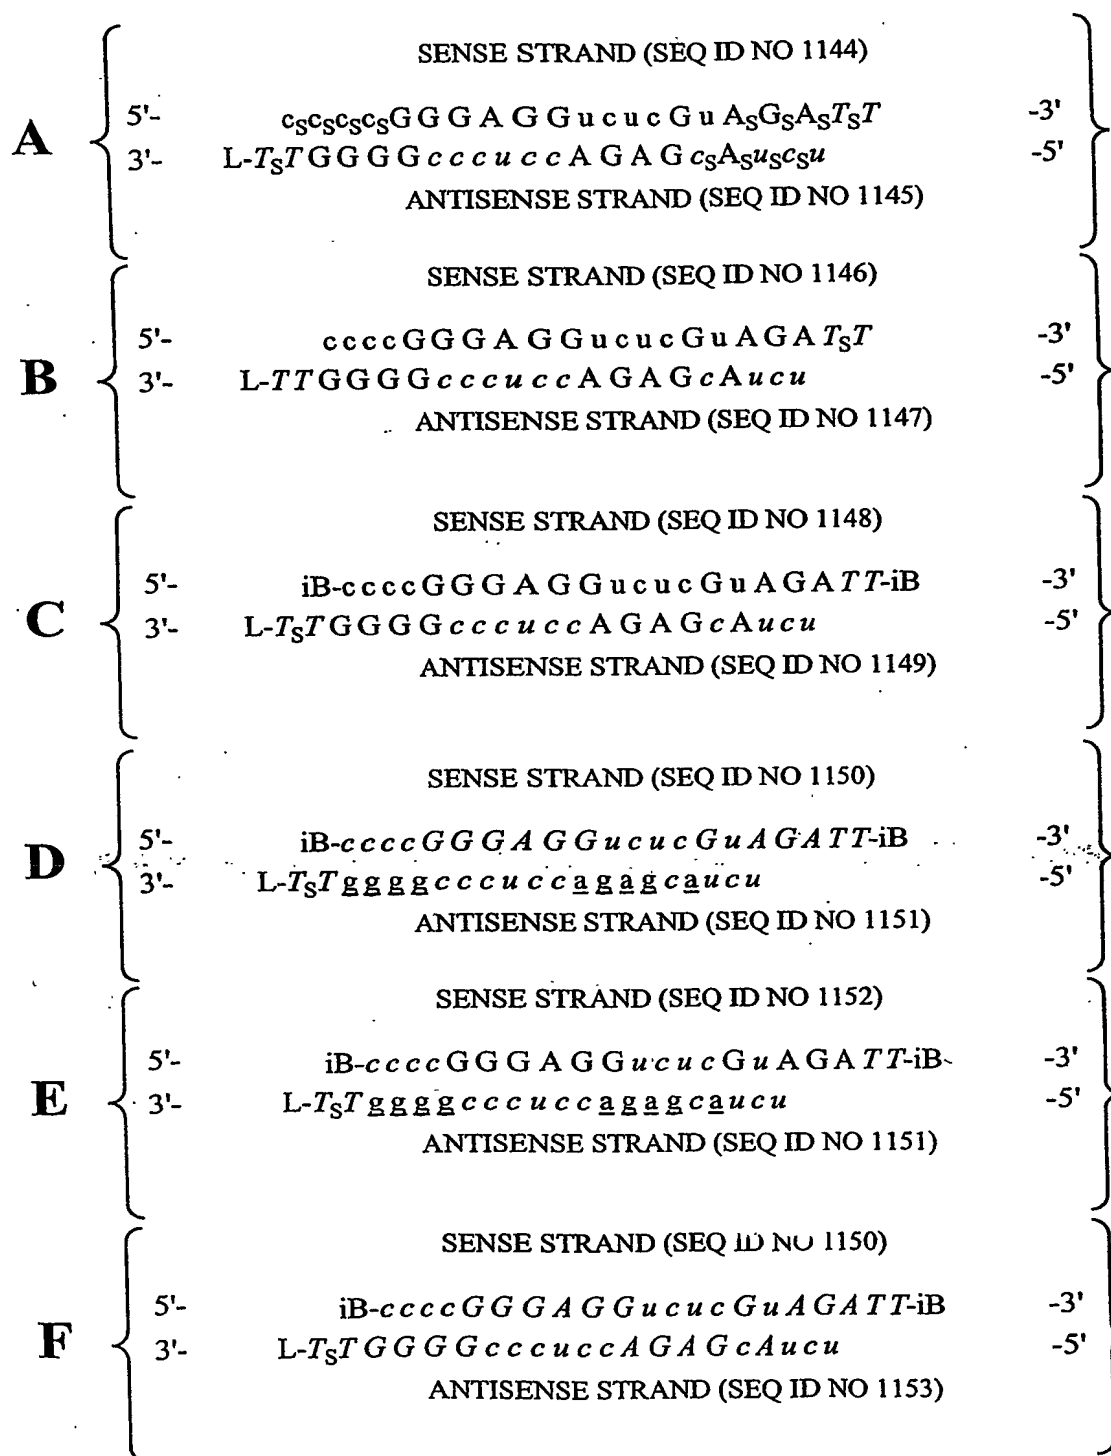 SENSE STRAND (SEQ ID NO 1144)
A 5'- cScScScSGGGAGGucucGuASGSASTST -3'
3'- L-TSTGGGGcccuccAGAGcSASuScSu -5'
ANTISENSE STRAND (SEQ ID NO 1145)
SENSE STRAND (SEQ ID NO 1146)
B 5'- ccccGGGAGGucucGuAGATST -3'
3'- L-TTGGGGcccuccAGAGcAucu -5'
ANTISENSE STRAND (SEQ ID NO 1147)
SENSE STRAND (SEQ ID NO 1148)
C 5'- iB-ccccGGGAGGucucGuAGATT-iB -3'
3'- L-TSTGGGGcccuccAGAGcAucu -5'
ANTISENSE STRAND (SEQ ID NO 1149)
SENSE STRAND (SEQ ID NO 1150)
D 5'- iB-ccccGGGAGGucucGuAGATT-iB -3'
3'- L-TSTggggcccuccagagcaucu -5'
ANTISENSE STRAND (SEQ ID NO 1151)
SENSE STRAND (SEQ ID NO 1152)
E 5'- iB-ccccGGGAGGucucGuAGATT-iB -3'
3'- L-TSTggggcccuccagagcaucu -5'
ANTISENSE STRAND (SEQ ID NO 1151)
SENSE STRAND (SEQ ID NO 1150)
F 5'- iB-ccccGGGAGGucucGuAGATT-iB -3'
3'- L-TSTGGGGcccuccAGAGcAucu -5'
ANTISENSE STRAND (SEQ ID NO 1153)